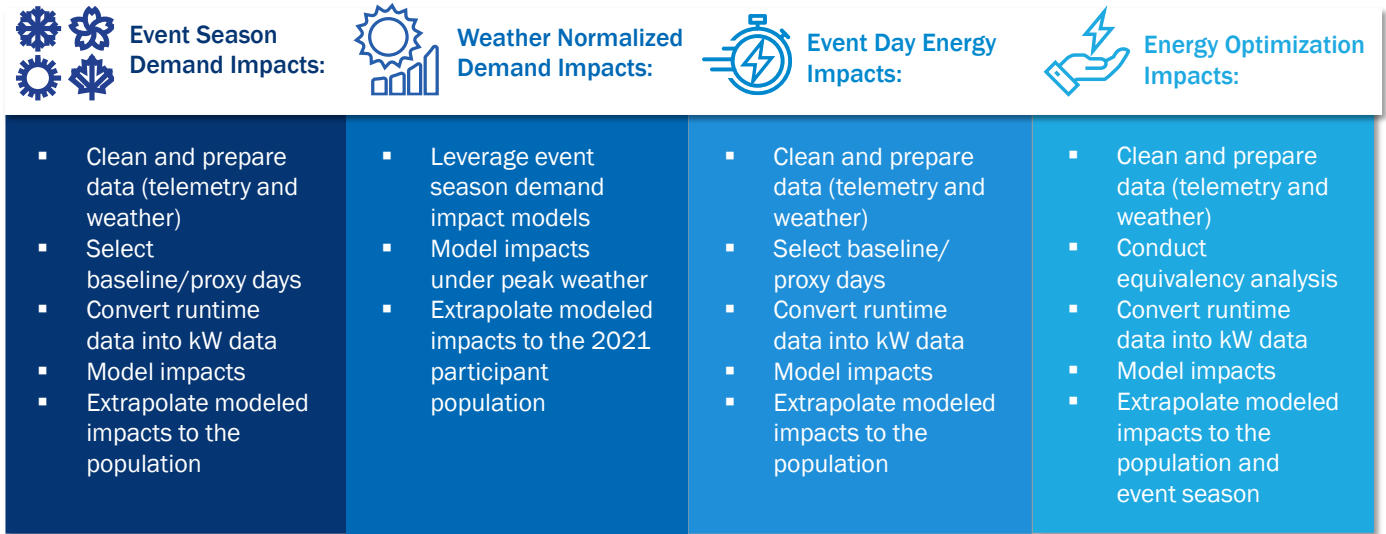 Event Season
Demand Impacts:
Weather Normalized
Demand Impacts:
Event Day Energy
Impacts:
Energy Optimization
Impacts:
▪ Clean and prepare
data (telemetry and
weather)
▪ Select
baseline/proxy days
▪ Convert runtime
data into kW data
▪ Model impacts
▪ Extrapolate modeled
impacts to the
population
▪ Leverage event
season demand
impact models
▪ Model impacts
under peak weather
▪ Extrapolate modeled
impacts to the 2021
participant
population
▪ Clean and prepare
data (telemetry and
weather)
▪ Select baseline/
proxy days
▪ Convert runtime
data into kW data
▪ Model impacts
▪ Extrapolate modeled
impacts to the
population
▪ Clean and prepare
data (telemetry and
weather)
▪ Conduct
equivalency analysis
▪ Convert runtime
data into kW data
▪ Model impacts
▪ Extrapolate modeled
impacts to the
population and
event season